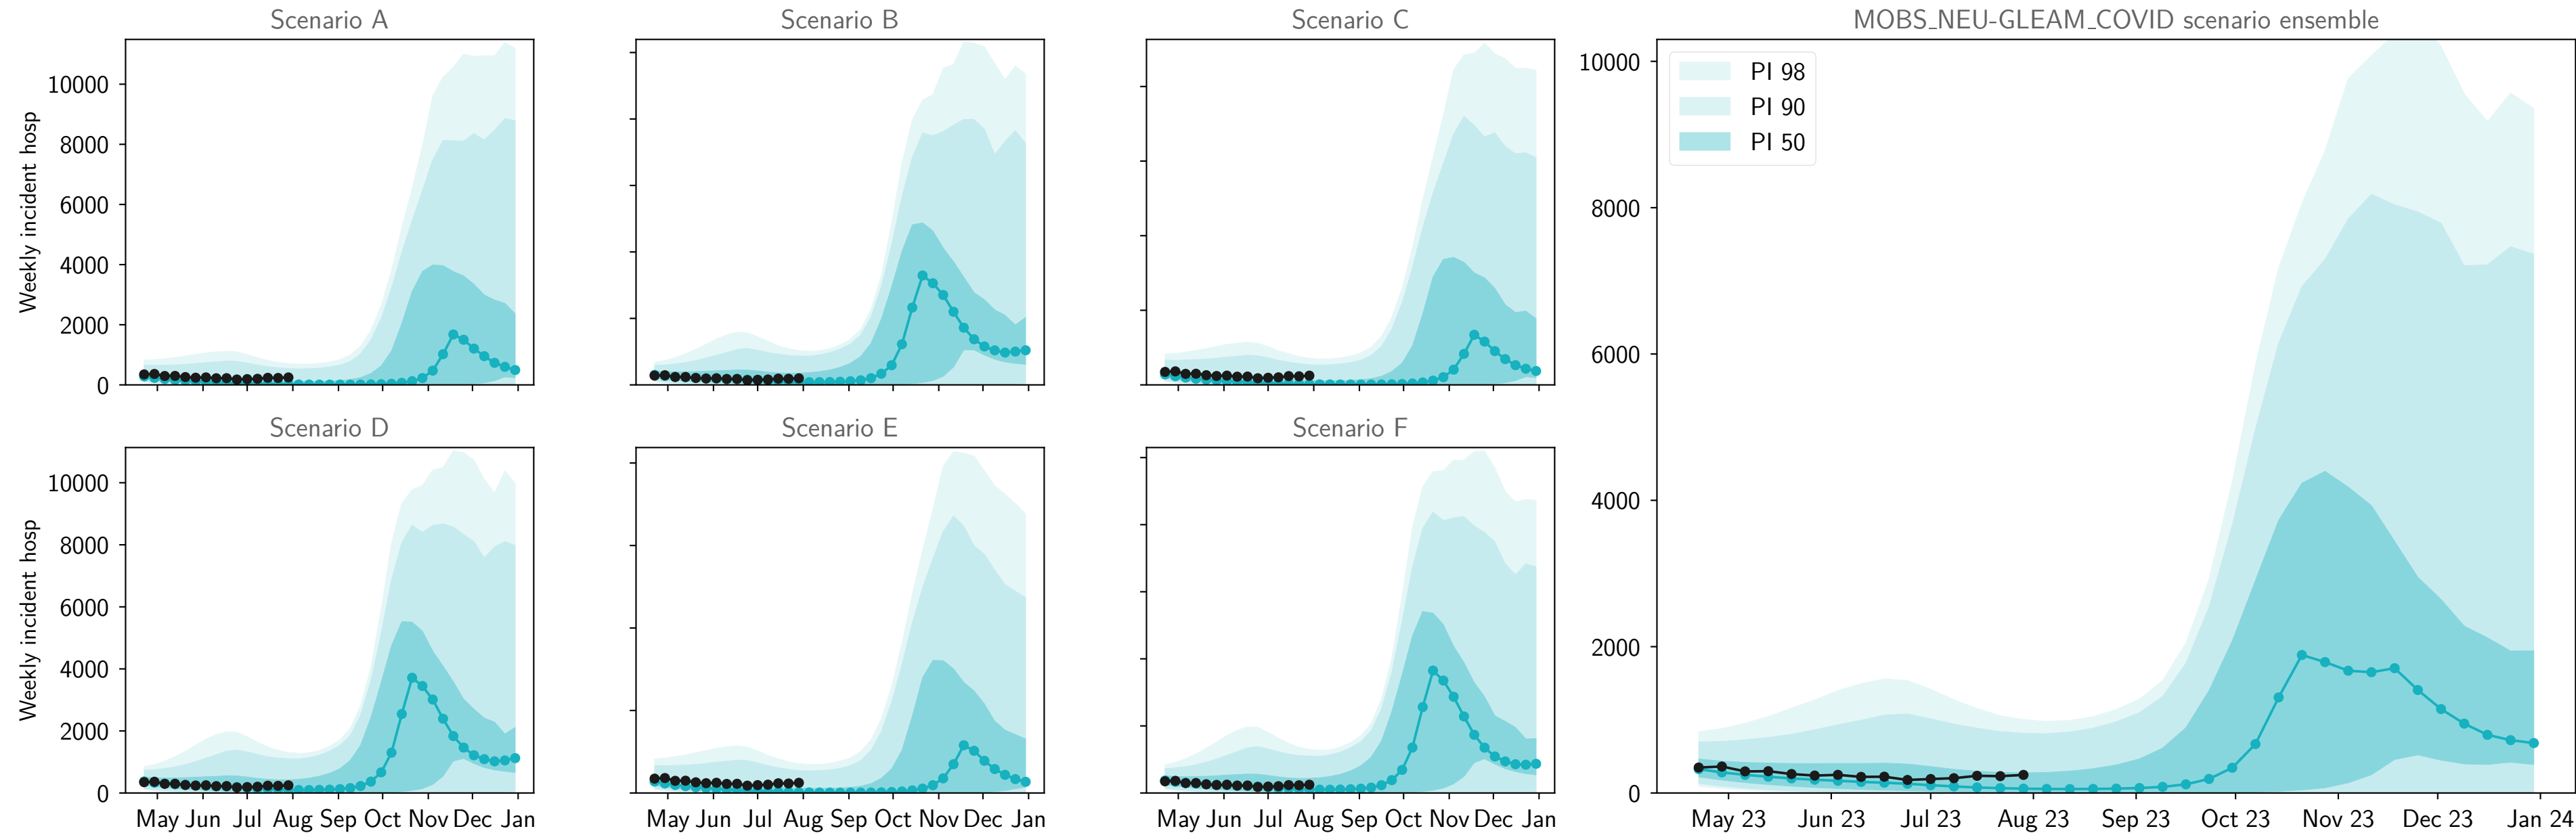 Scenario A
Scenario B
Scenario C
MOBS_NEU-GLEAM_COVID scenario ensemble
Weekly incident hosp
10000
8000
6000
4000
2000
0
10000
8000
6000
4000
2000
0
PI 98
PI 90
PI 50
Scenario D
Scenario E
Scenario F
Weekly incident hosp
10000
8000
6000
4000
2000
0
May Jun Jul Aug Sep Oct Nov Dec Jan
May Jun Jul Aug Sep Oct Nov Dec Jan
May Jun Jul Aug Sep Oct Nov Dec Jan
May 23 Jun 23 Jul 23 Aug 23 Sep 23 Oct 23 Nov 23 Dec 23 Jan 24